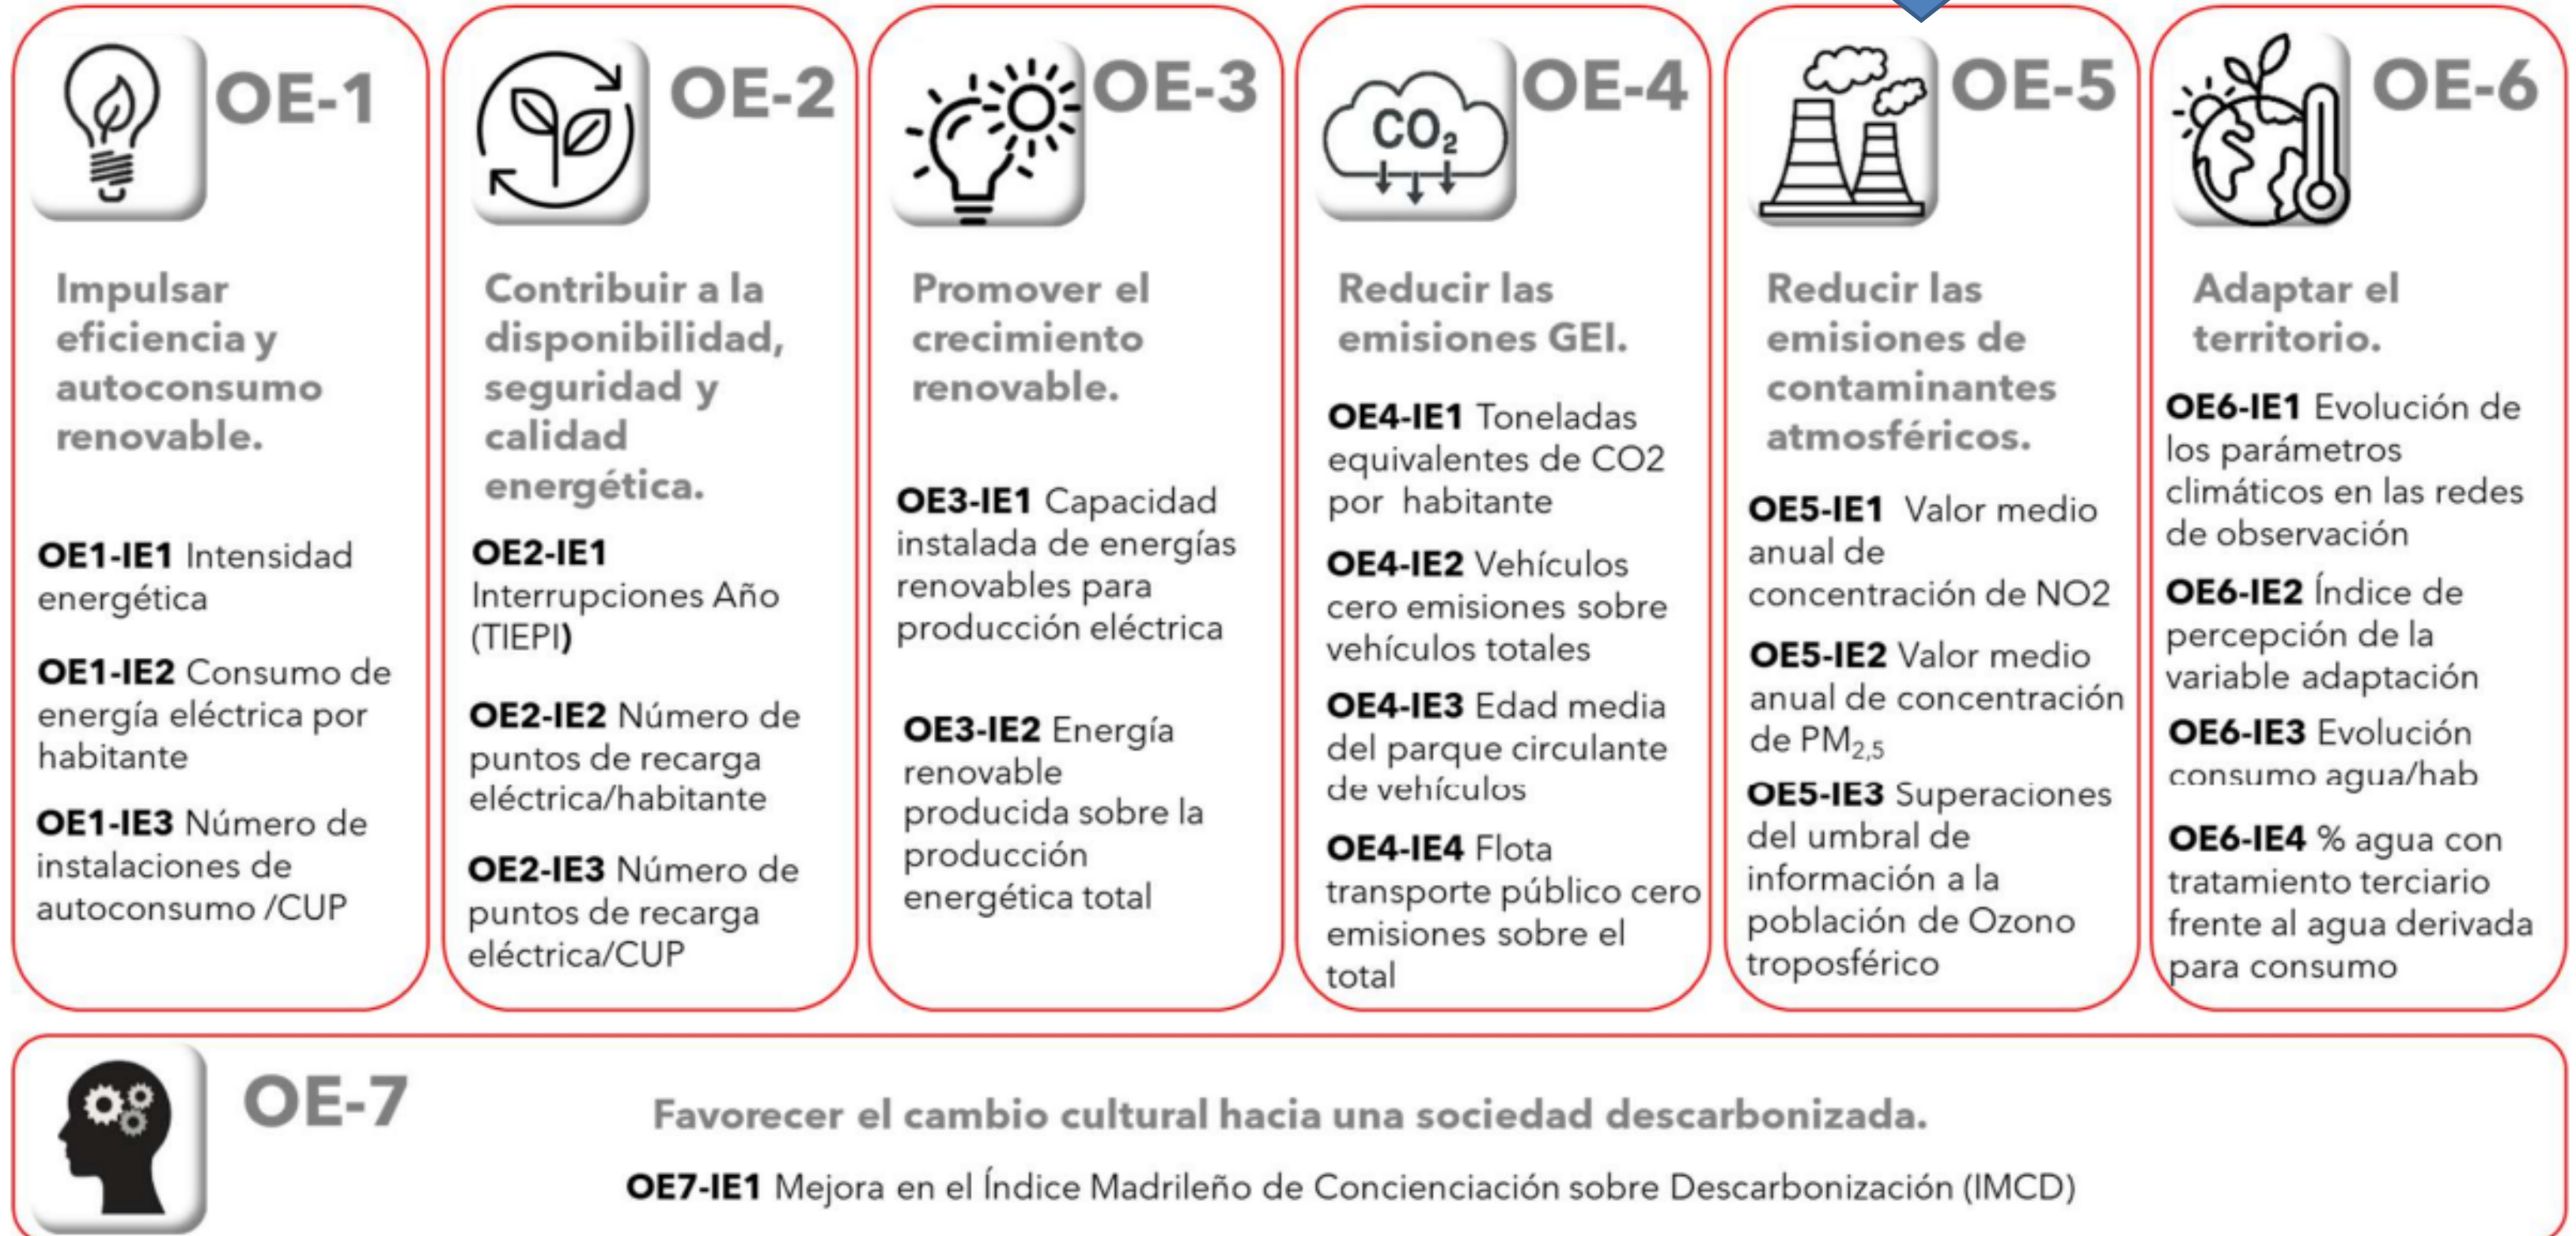 OE-1
Impulsar
eficiencia y
autoconsumo
renovable.
OE1-IE1 Intensidad
energética
OE1-IE2 Consumo de
energía eléctrica por
habitante
OE1-IE3 Número de
instalaciones de
autoconsumo /CUP
OE-2
Contribuir a la
disponibilidad,
seguridad y
calidad
energética.
OE2-IE1
Interrupciones Año
(TIEPI)
OE2-IE2 Número de
puntos de recarga
eléctrica/habitante
OE2-IE3 Número de
puntos de recarga
eléctrica/CUP
OE-3
Promover el
crecimiento
renovable.
OE3-IE1 Capacidad
instalada de energías
renovables para
producción eléctrica
OE3-IE2 Energía
renovable
producida sobre la
producción
energética total
CO₂
OE-4
Reducir las
emisiones GEI.
OE4-IE1 Toneladas
equivalentes de CO2
por habitante
OE4-IE2 Vehículos
cero emisiones sobre
vehículos totales
OE4-IE3 Edad media
del parque circulante
de vehículos
OE4-IE4 Flota
transporte público cero
emisiones sobre el
total
OE-5
Reducir las
emisiones de
contaminantes
atmosféricos.
OE5-IE1 Valor medio
anual de
concentración de NO2
OE5-IE2 Valor medio
anual de concentración
de PM₂,₅
OE5-IE3 Superaciones
del umbral de
información a la
población de Ozono
troposférico
OE-6
Adaptar el
territorio.
OE6-IE1 Evolución de
los parámetros
climáticos en las redes
de observación
OE6-IE2 Índice de
percepción de la
variable adaptación
OE6-IE3 Evolución
consumo agua/hab
OE6-IE4 % agua con
tratamiento terciario
frente al agua derivada
para consumo
OE-7
Favorecer el cambio cultural hacia una sociedad descarbonizada.
OE7-IE1 Mejora en el Índice Madrileño de Concienciación sobre Descarbonización (IMCD)